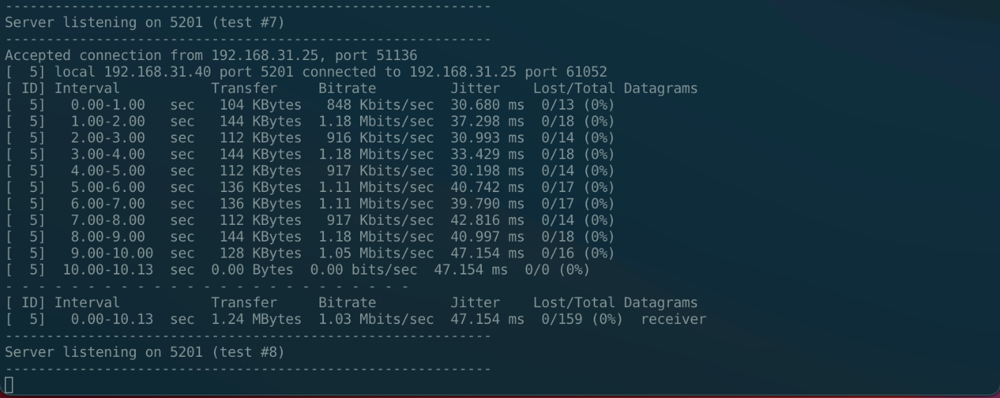 -----------------------------------------------------------
Server listening on 5201 (test #7)
-----------------------------------------------------------
Accepted connection from 192.168.31.25, port 51136
[  5] local 192.168.31.40 port 5201 connected to 192.168.31.25 port 61052
[ ID] Interval           Transfer     Bitrate         Jitter    Lost/Total Datagrams
[  5]   0.00-1.00   sec   104 KBytes   848 Kbits/sec  30.680 ms  0/13 (0%)
[  5]   1.00-2.00   sec   144 KBytes  1.18 Mbits/sec  37.298 ms  0/18 (0%)
[  5]   2.00-3.00   sec   112 KBytes   916 Kbits/sec  30.993 ms  0/14 (0%)
[  5]   3.00-4.00   sec   144 KBytes  1.18 Mbits/sec  33.429 ms  0/18 (0%)
[  5]   4.00-5.00   sec   112 KBytes   917 Kbits/sec  30.198 ms  0/14 (0%)
[  5]   5.00-6.00   sec   136 KBytes  1.11 Mbits/sec  40.742 ms  0/17 (0%)
[  5]   6.00-7.00   sec   136 KBytes  1.11 Mbits/sec  39.790 ms  0/17 (0%)
[  5]   7.00-8.00   sec   112 KBytes   917 Kbits/sec  42.816 ms  0/14 (0%)
[  5]   8.00-9.00   sec   144 KBytes  1.18 Mbits/sec  40.997 ms  0/18 (0%)
[  5]   9.00-10.00  sec   128 KBytes  1.05 Mbits/sec  47.154 ms  0/16 (0%)
[  5]  10.00-10.13  sec  0.00 Bytes  0.00 bits/sec  47.154 ms  0/0 (0%)
- - - - - - - - - - - - - - - - - - - - - - - - -
[ ID] Interval           Transfer     Bitrate         Jitter    Lost/Total Datagrams
[  5]   0.00-10.13  sec  1.24 MBytes  1.03 Mbits/sec  47.154 ms  0/159 (0%)  receiver
-----------------------------------------------------------
Server listening on 5201 (test #8)
-----------------------------------------------------------